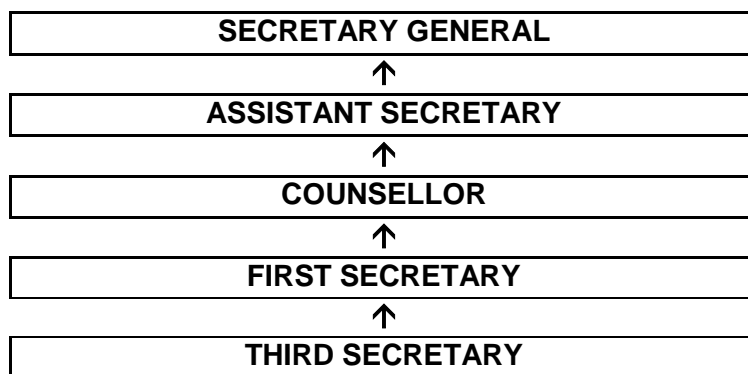 SECRETARY GENERAL
↑
ASSISTANT SECRETARY
↑
COUNSELLOR
↑
FIRST SECRETARY
↑
THIRD SECRETARY